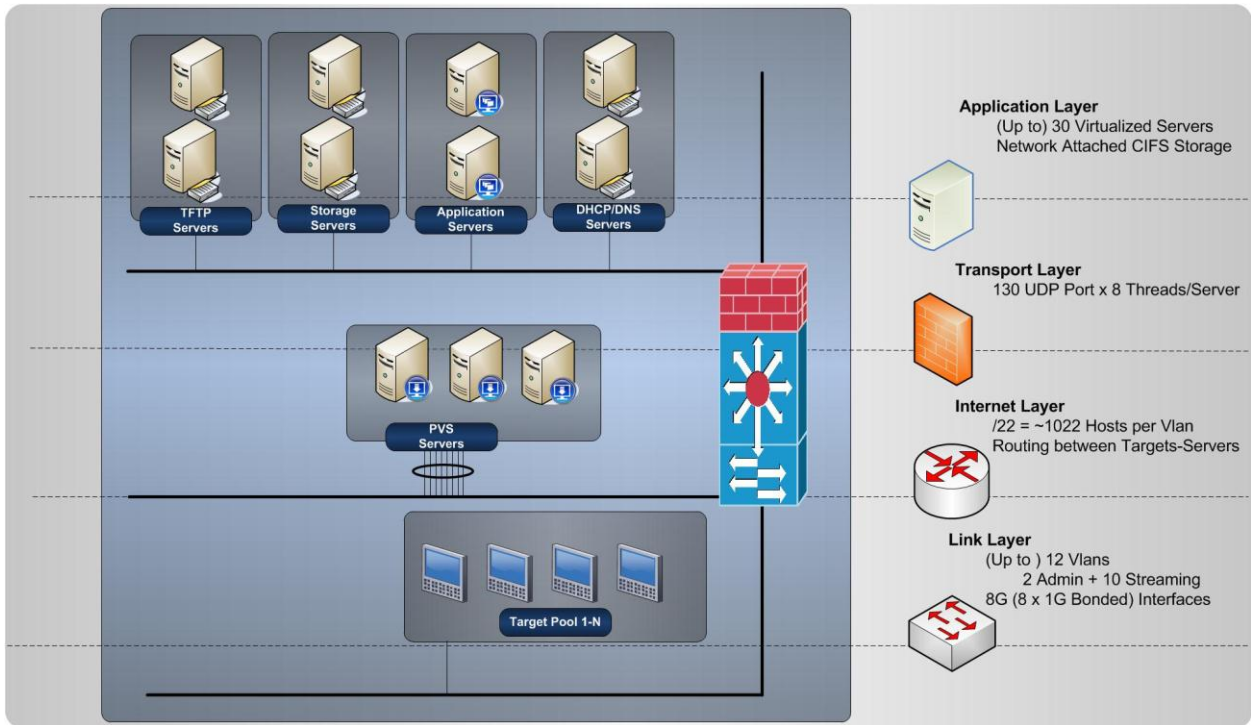 TFTP
Servers
Storage
Servers
Application
Servers
DHCP/DNS
Servers
PVS
Servers
Target Pool 1-N
Application Layer
(Up to) 30 Virtualized Servers
Network Attached CIFS Storage
Transport Layer
130 UDP Port x 8 Threads/Server
Internet Layer
/22 = ~1022 Hosts per Vlan
Routing between Targets-Servers
Link Layer
(Up to ) 12 Vlans
2 Admin + 10 Streaming
8G (8 x 1G Bonded) Interfaces